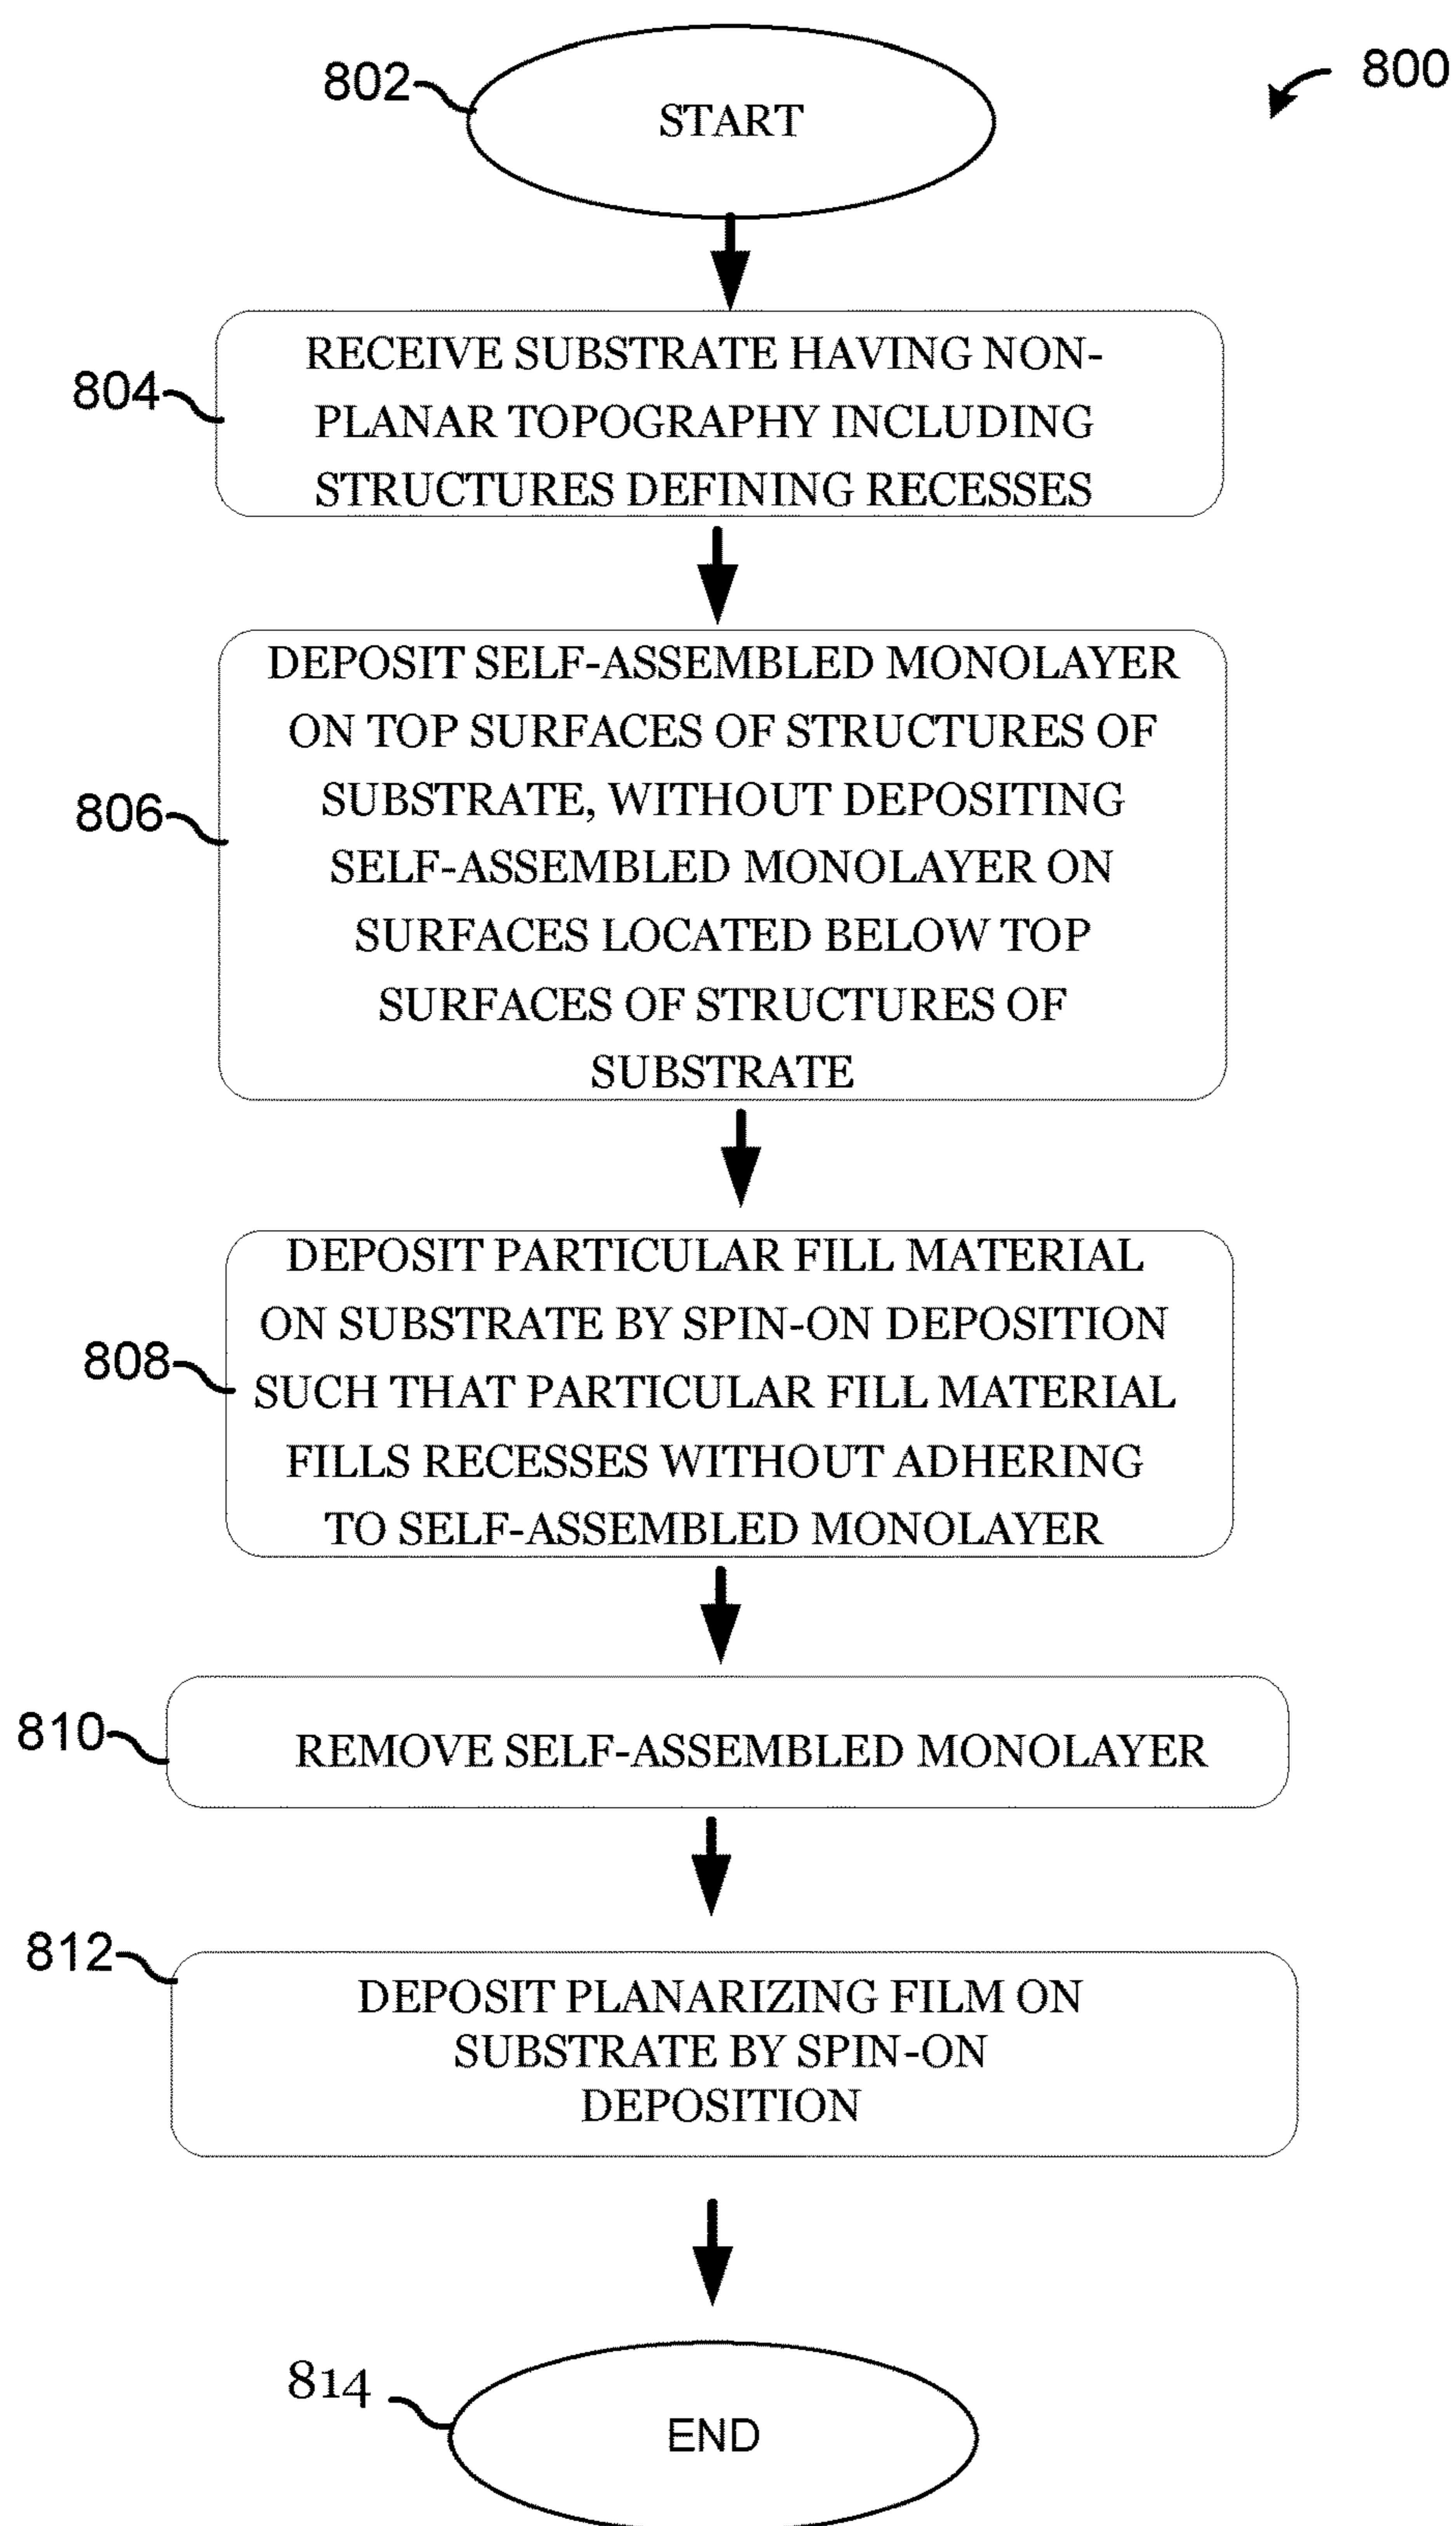 802
START
800
804
RECEIVE SUBSTRATE HAVING NON-
PLANAR TOPOGRAPHY INCLUDING
STRUCTURES DEFINING RECESSES
806
DEPOSIT SELF-ASSEMBLED MONOLAYER
ON TOP SURFACES OF STRUCTURES OF
SUBSTRATE, WITHOUT DEPOSITING
SELF-ASSEMBLED MONOLAYER ON
SURFACES LOCATED BELOW TOP
SURFACES OF STRUCTURES OF
SUBSTRATE
808
DEPOSIT PARTICULAR FILL MATERIAL
ON SUBSTRATE BY SPIN-ON DEPOSITION
SUCH THAT PARTICULAR FILL MATERIAL
FILLS RECESSES WITHOUT ADHERING
TO SELF-ASSEMBLED MONOLAYER
810
REMOVE SELF-ASSEMBLED MONOLAYER
812
DEPOSIT PLANARIZING FILM ON
SUBSTRATE BY SPIN-ON
DEPOSITION
814
END